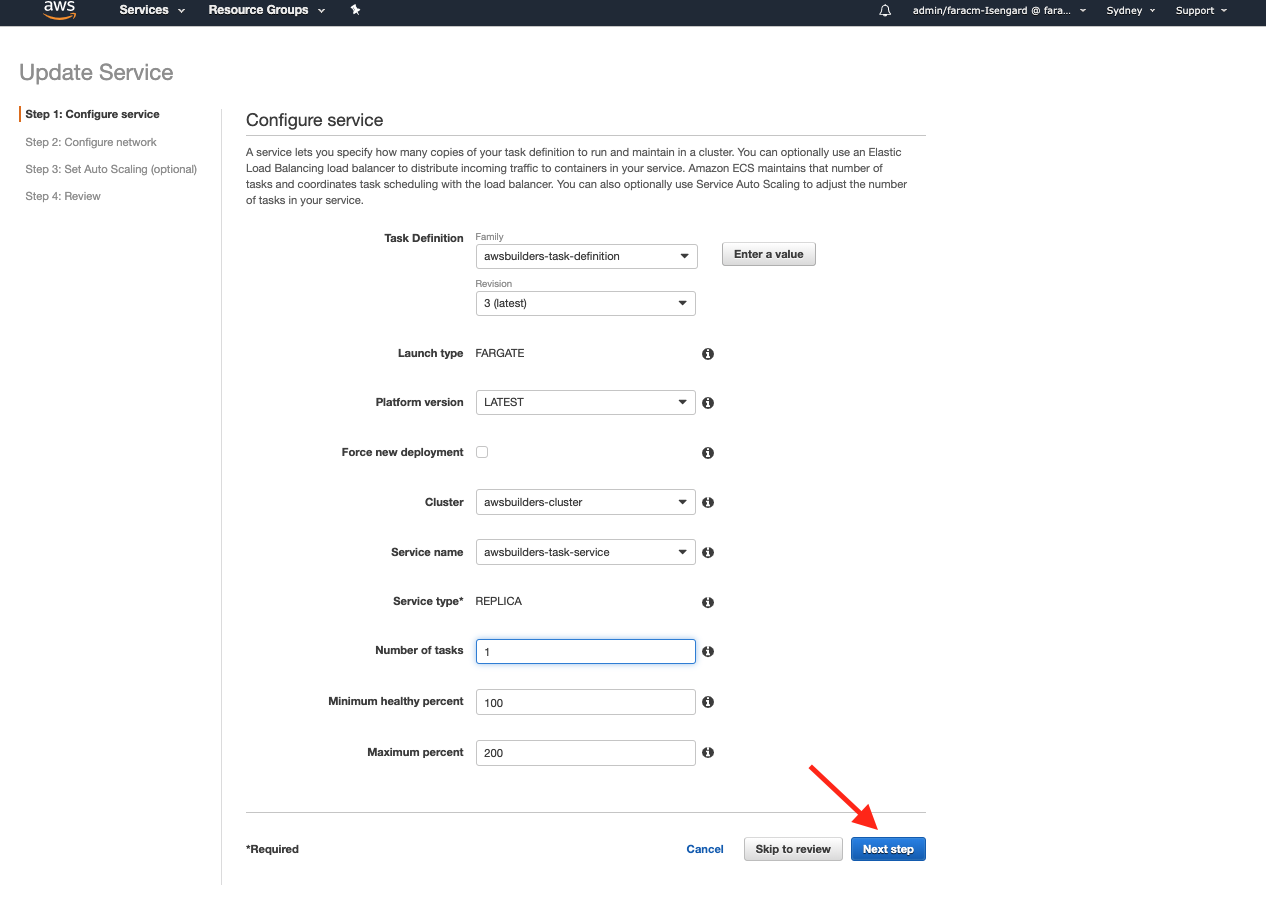 aws
Services
Resource Groups
admin/faracm-Isengard @ fara...
Sydney
Support
Update Service
Step 1: Configure service
Step 2: Configure network
Step 3: Set Auto Scaling (optional)
Step 4: Review
Configure service
A service lets you specify how many copies of your task definition to run and maintain in a cluster. You can optionally use an Elastic
Load Balancing load balancer to distribute incoming traffic to containers in your service. Amazon ECS maintains that number of
tasks and coordinates task scheduling with the load balancer. You can also optionally use Service Auto Scaling to adjust the number
of tasks in your service.
Task Definition
Family
awsbuilders-task-definition
Enter a value
Revision
3 (latest)
Launch type FARGATE
Platform version LATEST
Force new deployment
Cluster awsbuilders-cluster
Service name awsbuilders-task-service
Service type* REPLICA
Number of tasks 1
Minimum healthy percent 100
Maximum percent 200
*Required
Cancel
Skip to review
Next step